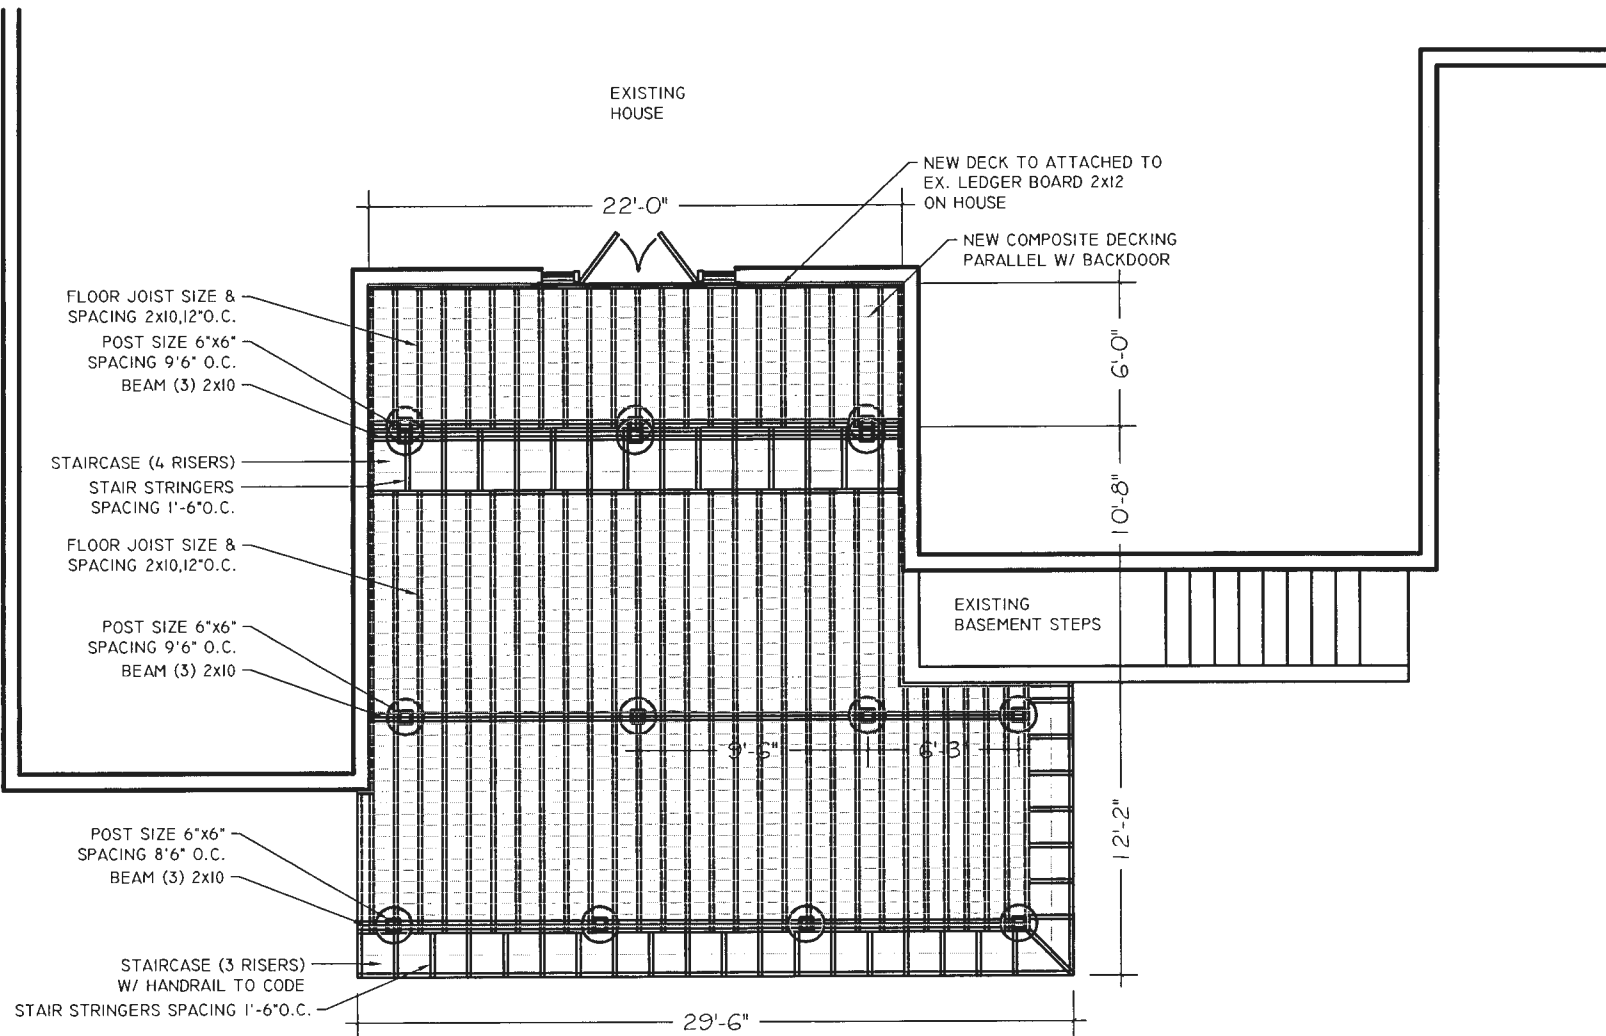 EXISTING
HOUSE
NEW DECK TO ATTACHED TO
EX. LEDGER BOARD 2x12
ON HOUSE
22'-0"
NEW COMPOSITE DECKING
PARALLEL W/ BACKDOOR
FLOOR JOIST SIZE &
SPACING 2x10,12"O.C.
POST SIZE 6"x6"
SPACING 9'6" O.C.
BEAM (3) 2x10
6'-0"
STAIRCASE (4 RISERS)
STAIR STRINGERS
SPACING 1'-6"O.C.
10'-8"
FLOOR JOIST SIZE &
SPACING 2x10,12"O.C.
EXISTING
BASEMENT STEPS
POST SIZE 6"x6"
SPACING 9'6" O.C.
BEAM (3) 2x10
9'-6"
6'-3"
12'-2"
POST SIZE 6"x6"
SPACING 8'6" O.C.
BEAM (3) 2x10
STAIRCASE (3 RISERS)
W/ HANDRAIL TO CODE
STAIR STRINGERS SPACING 1'-6"O.C.
29'-6"